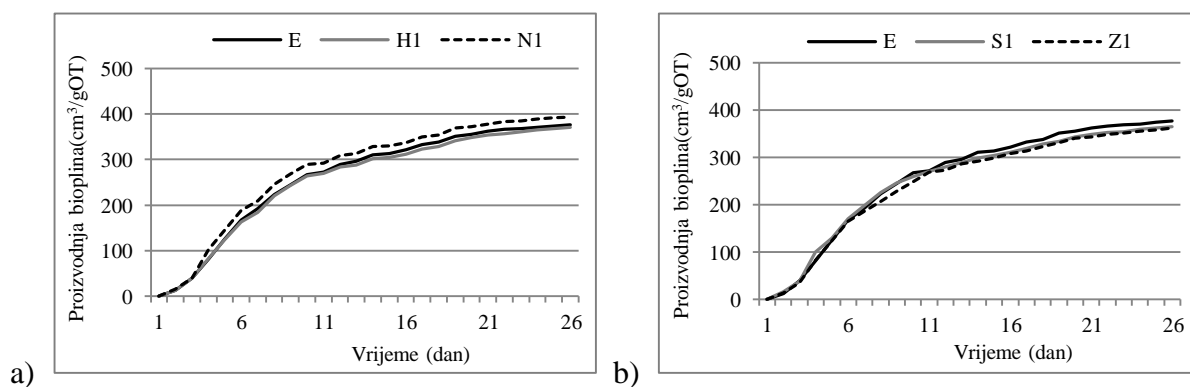 E H1 N1
Proizvodnja bioplina(cm³/gOT)
500
400
300
200
100
0
1 6 11 16 21 26
Vrijeme (dan)
a)
E S1 Z1
Proizvodnja bioplina(cm³/gOT)
500
400
300
200
100
0
1 6 11 16 21 26
Vrijeme (dan)
b)